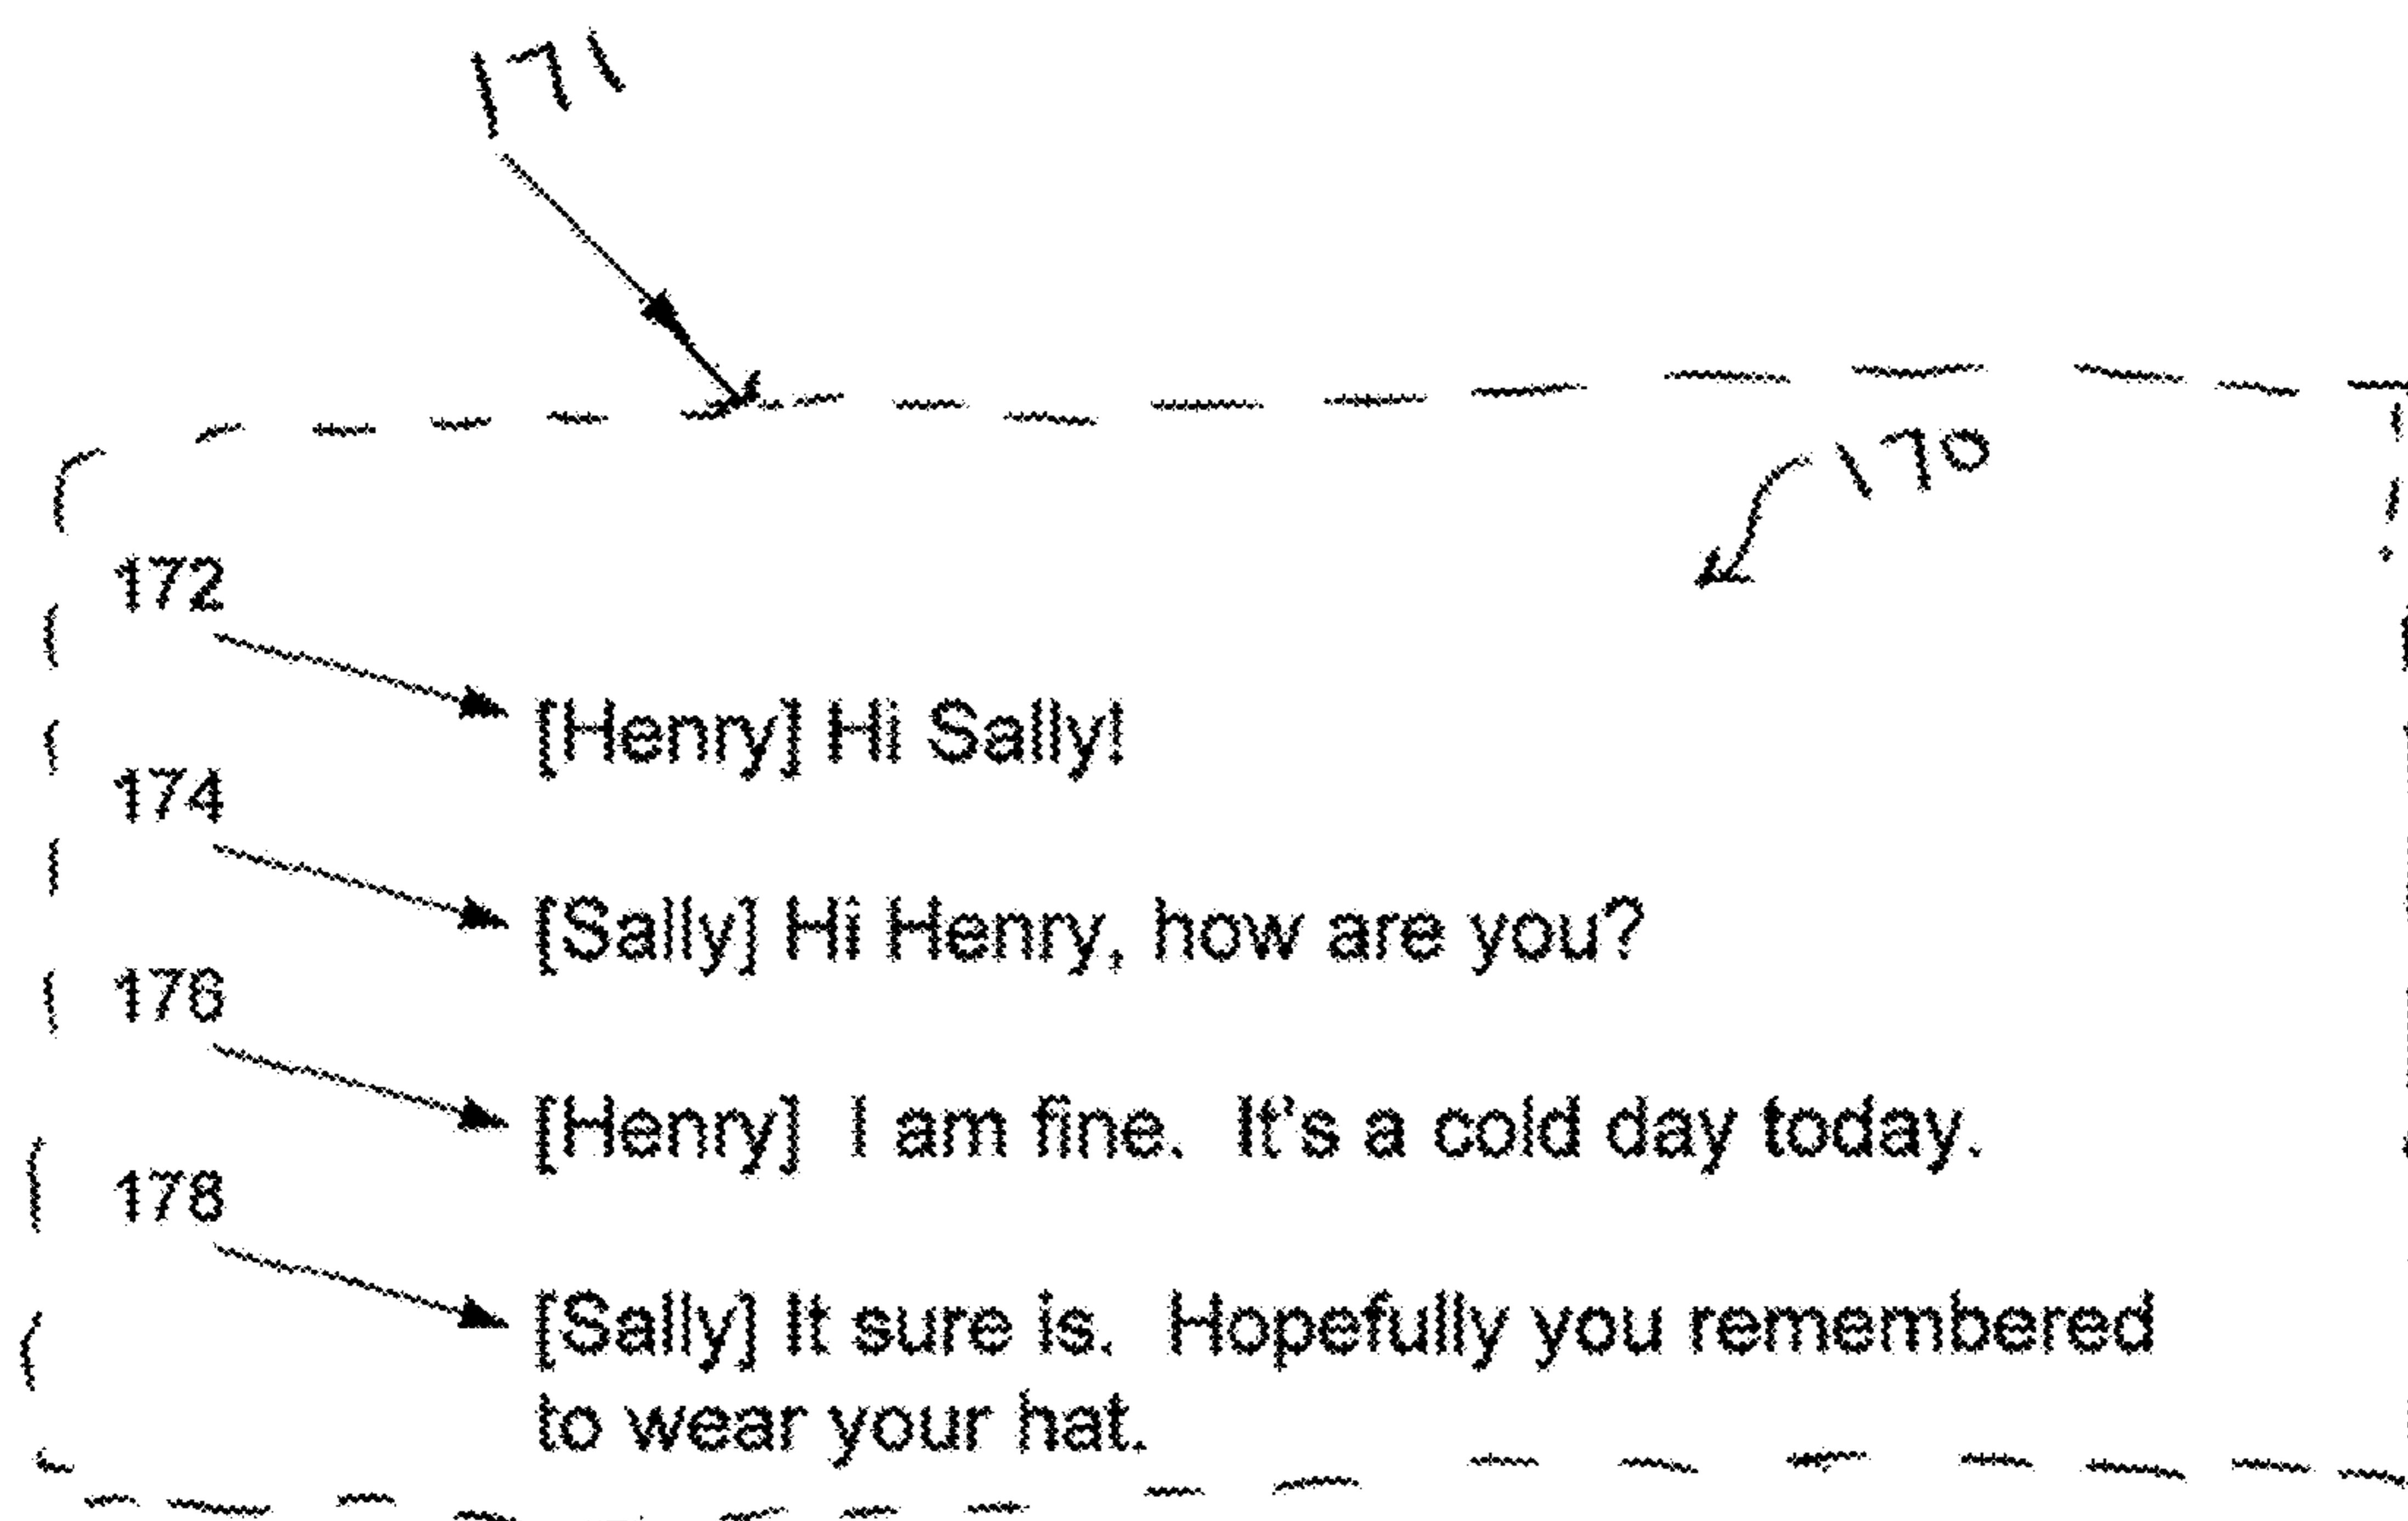 171
170
172
[Henry] Hi Sally!
174
[Sally] Hi Henry, how are you?
176
[Henry]  I am fine.  It's a cold day today.
178
[Sally] It sure is.  Hopefully you remembered
to wear your hat.